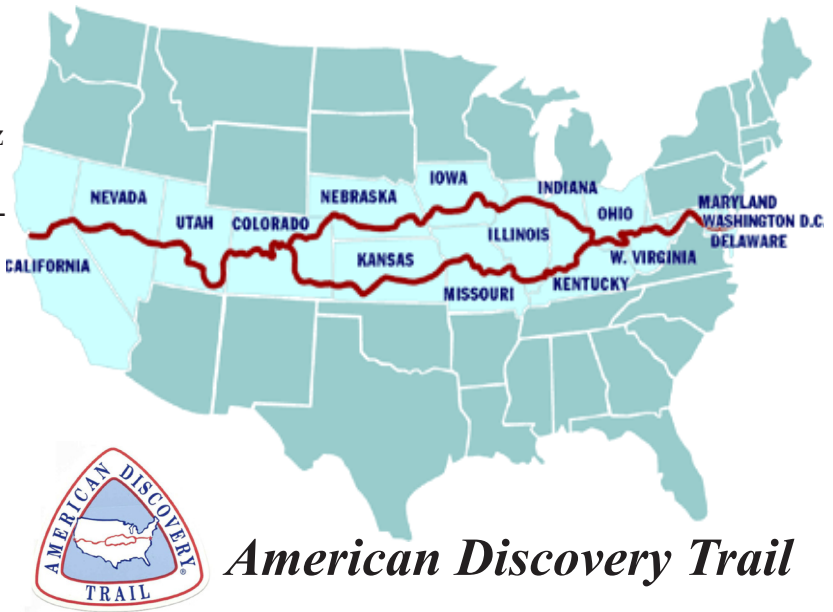 z
IOWA
INDIANA
NEVADA
NEBRASKA
MARYLAND
OHIO
UTAH
COLORADO
WASHINGTON D.C.
ILLINOIS
DELAWARE
KANSAS
W. VIRGINIA
CALIFORNIA
KENTUCKY
MISSOURI
AMERICAN DISCOVERY
TRAIL
®
American Discovery Trail